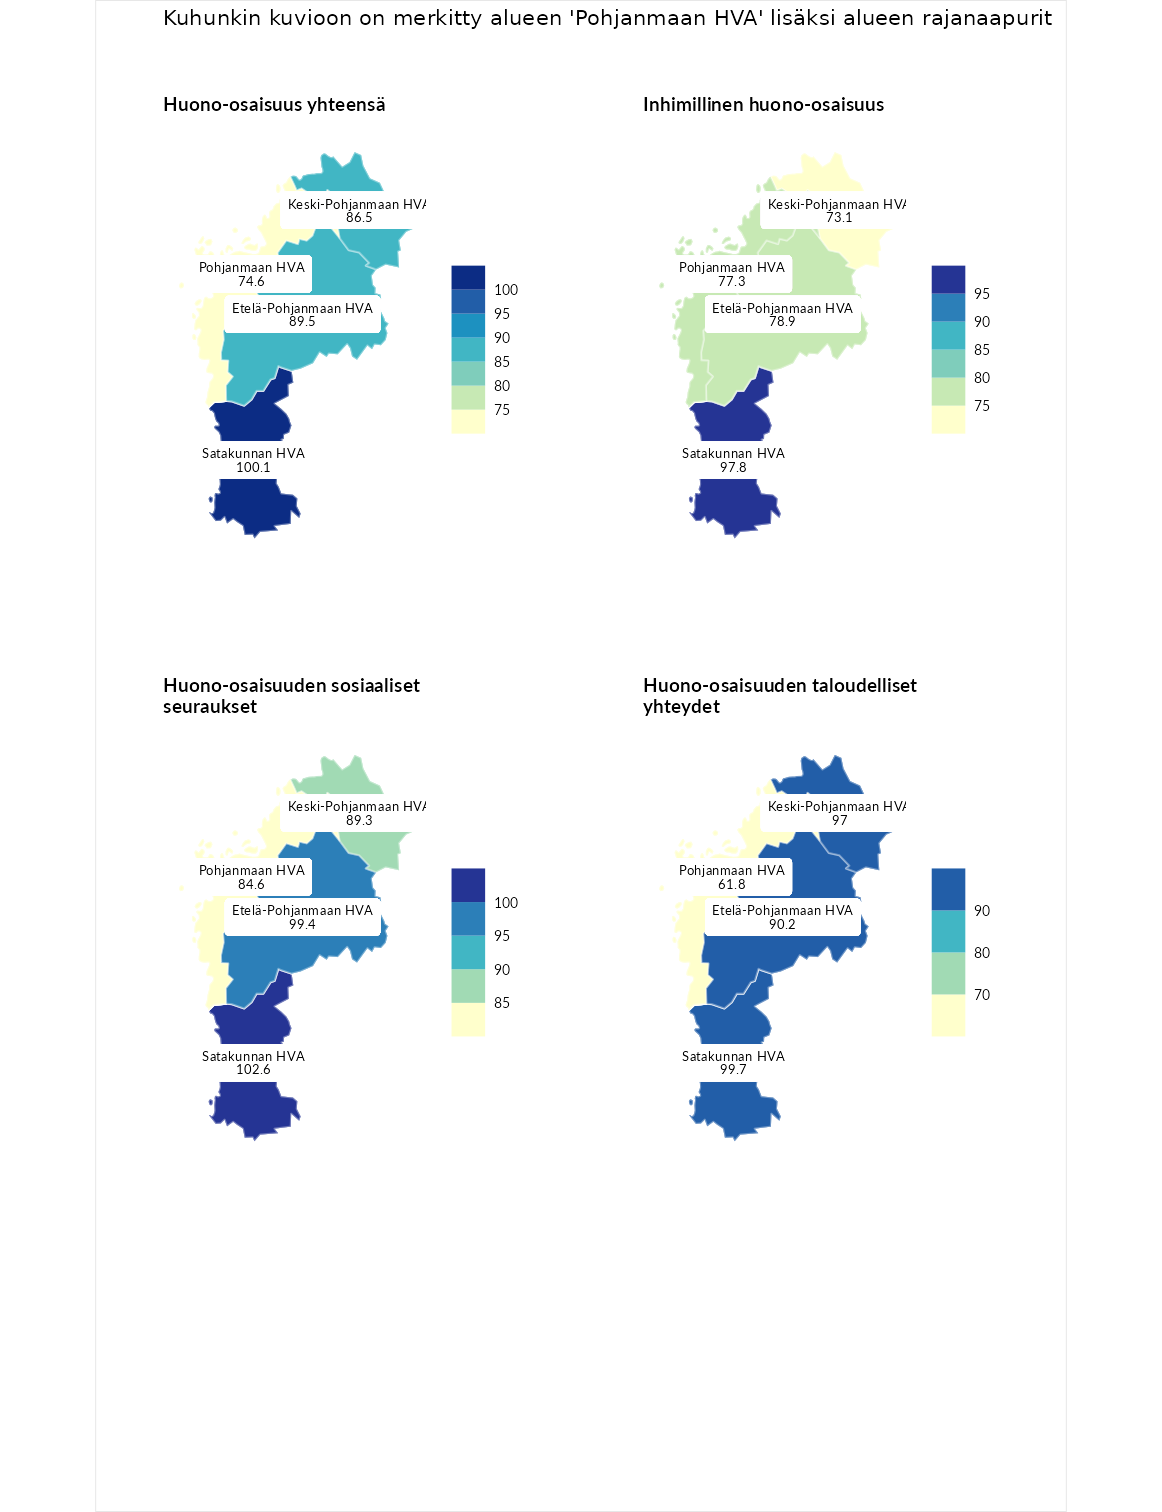 Kuhunkin kuvioon on merkitty alueen 'Pohjanmaan HVA' lisäksi alueen rajanaapurit
Huono-osaisuus yhteensä
Keski-Pohjanmaan HVA
86.5
Pohjanmaan HVA
74.6
Etelä-Pohjanmaan HVA
89.5
Satakunnan HVA
100.1
100
95
90
85
80
75
Inhimillinen huono-osaisuus
Keski-Pohjanmaan HVA
73.1
Pohjanmaan HVA
77.3
Etelä-Pohjanmaan HVA
78.9
Satakunnan HVA
97.8
95
90
85
80
75
Huono-osaisuuden sosiaaliset
seuraukset
Keski-Pohjanmaan HVA
89.3
Pohjanmaan HVA
84.6
Etelä-Pohjanmaan HVA
99.4
Satakunnan HVA
102.6
100
95
90
85
Huono-osaisuuden taloudelliset
yhteydet
Keski-Pohjanmaan HVA
97
Pohjanmaan HVA
61.8
Etelä-Pohjanmaan HVA
90.2
Satakunnan HVA
99.7
90
80
70